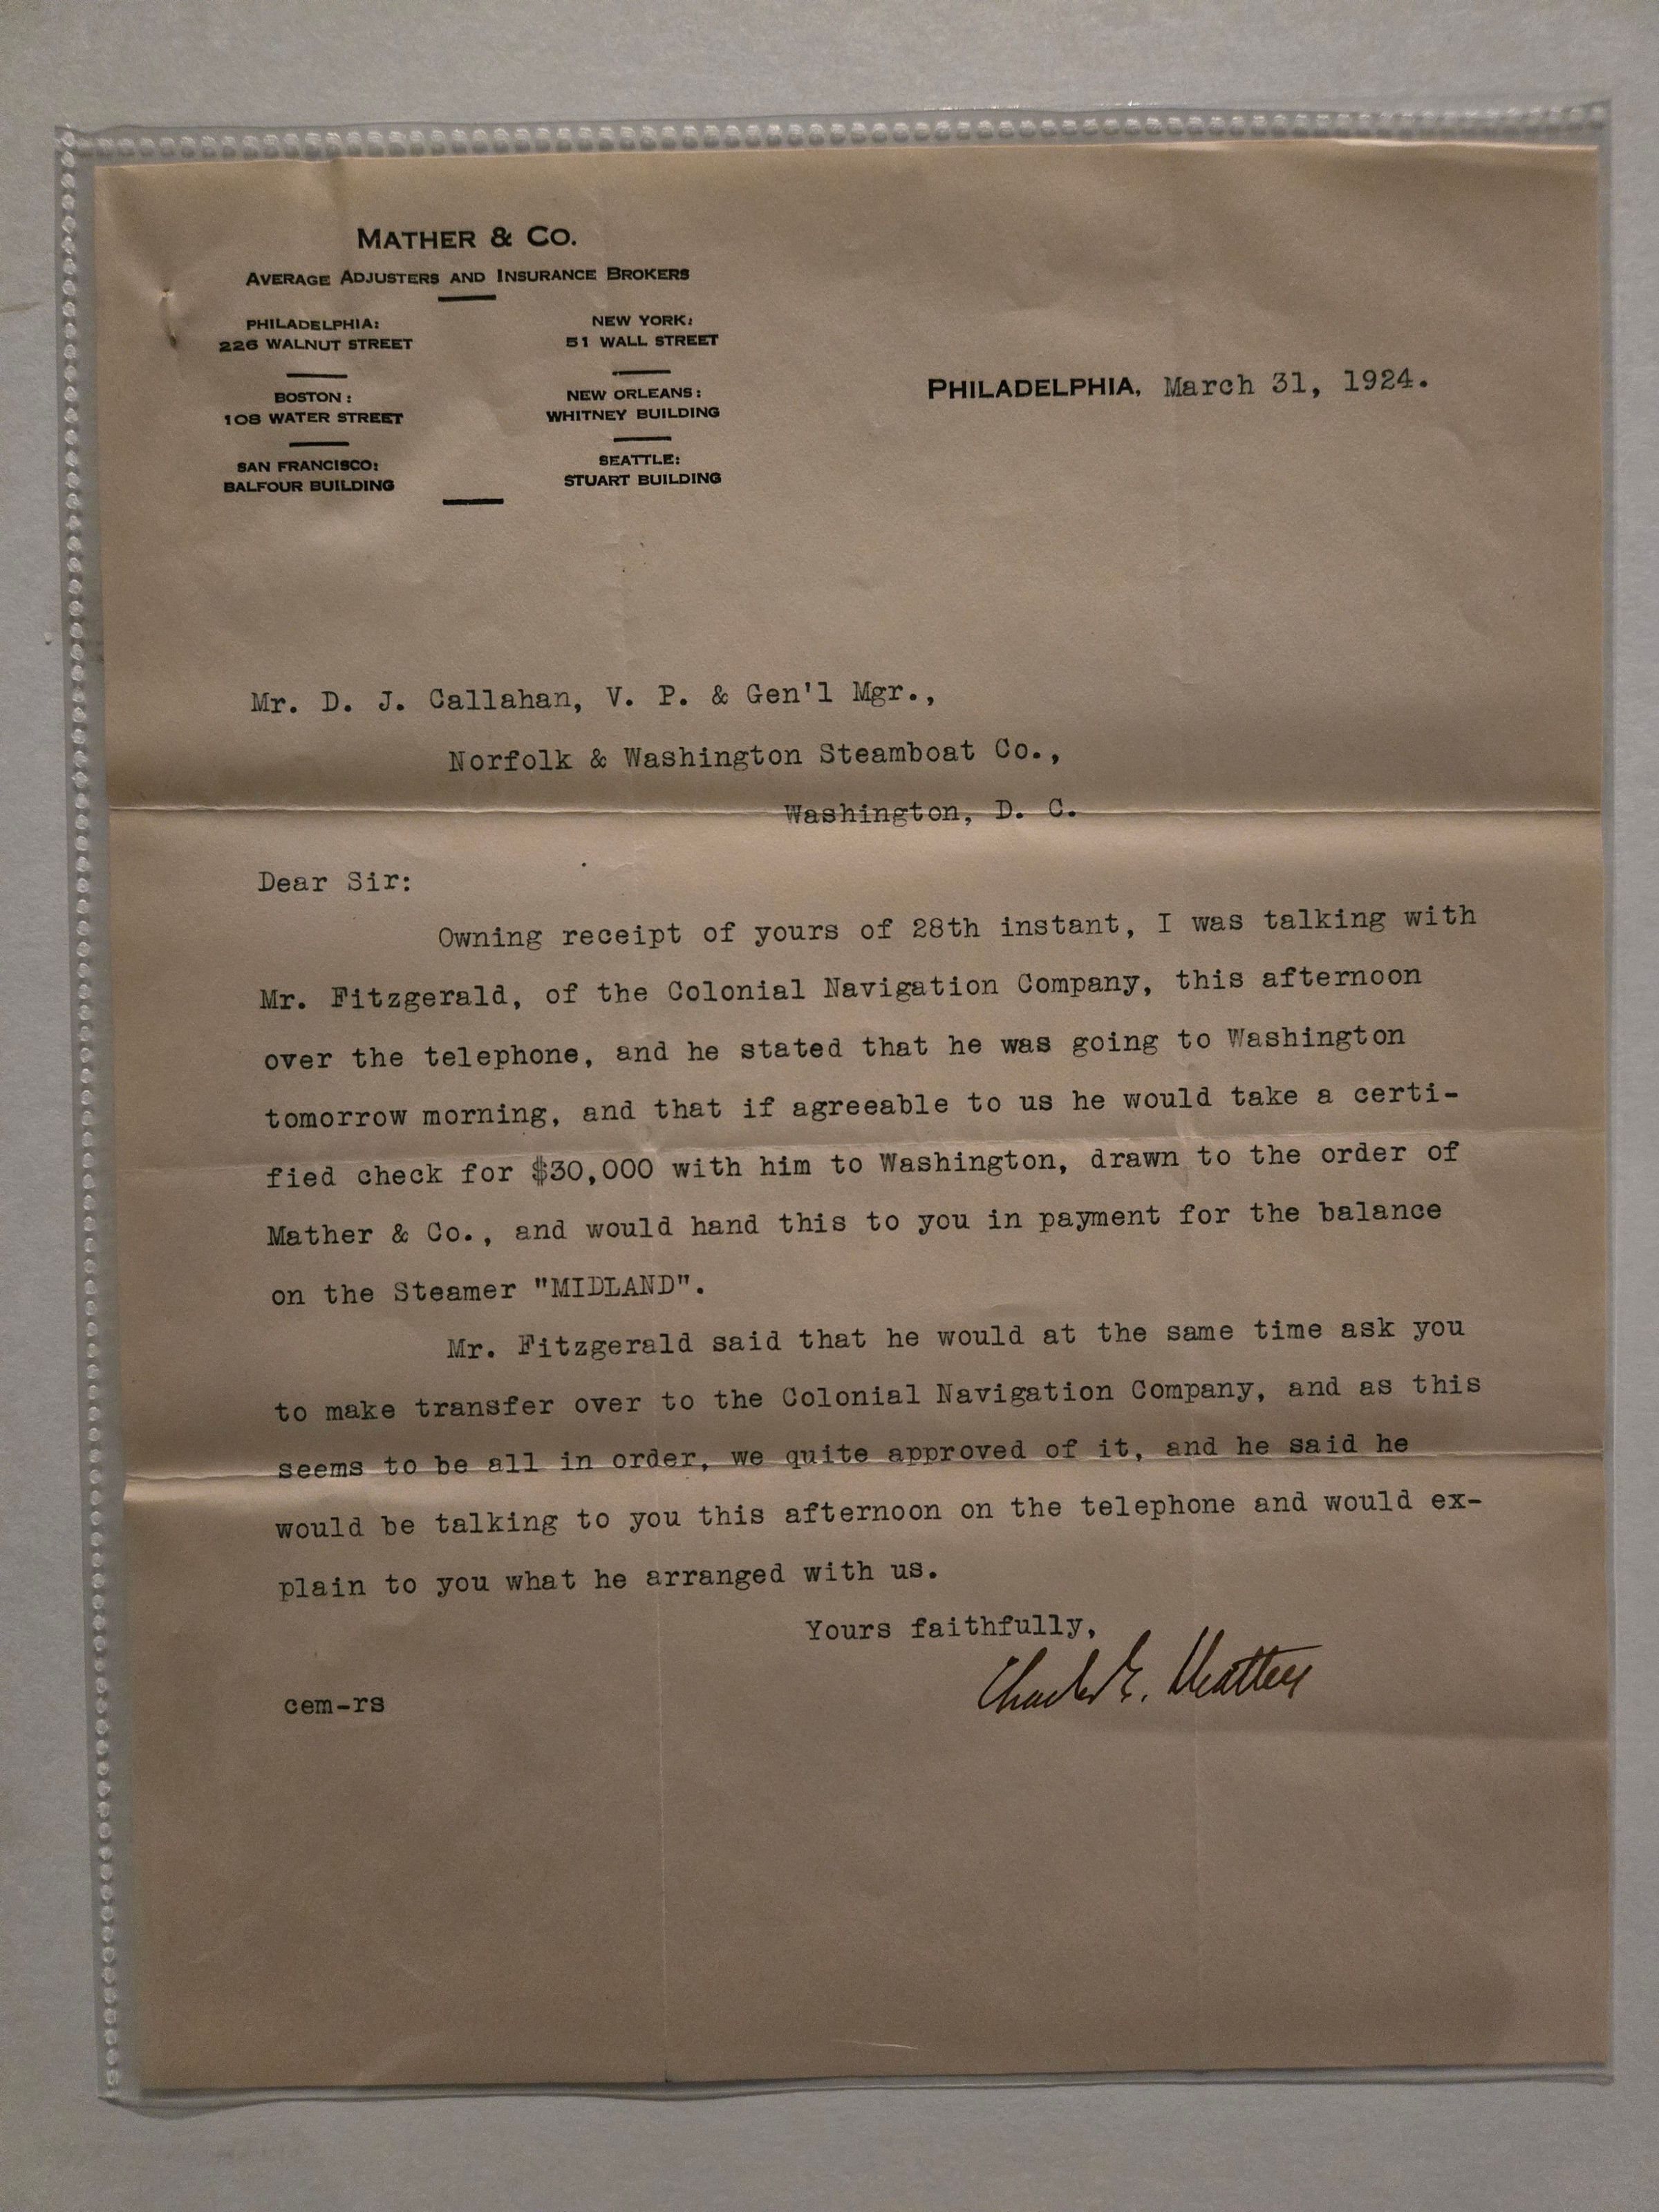 MATHER & CO.
AVERAGE ADJUSTERS AND INSURANCE BROKERS
PHILADELPHIA:
226 WALNUT STREET
BOSTON:
108 WATER STREET
SAN FRANCISCO:
BALFOUR BUILDING
NEW YORK:
51 WALL STREET
NEW ORLEANS:
WHITNEY BUILDING
SEATTLE:
STUART BUILDING
PHILADELPHIA, March 31, 1924.
Mr. D. J. Callahan, V. P. & Gen'l Mgr.,
Norfolk & Washington Steamboat Co.,
Washington, D. C.
Dear Sir:
Owning receipt of yours of 28th instant, I was talking with
Mr. Fitzgerald, of the Colonial Navigation Company, this afternoon
over the telephone, and he stated that he was going to Washington
tomorrow morning, and that if agreeable to us he would take a certi-
fied check for $30,000 with him to Washington, drawn to the order of
Mather & Co., and would hand this to you in payment for the balance
on the Steamer "MIDLAND".
Mr. Fitzgerald said that he would at the same time ask you
to make transfer over to the Colonial Navigation Company, and as this
seems to be all in order, we quite approved of it, and he said he
would be talking to you this afternoon on the telephone and would ex-
plain to you what he arranged with us.
Yours faithfully,
Charles E. Mather
cem-rs